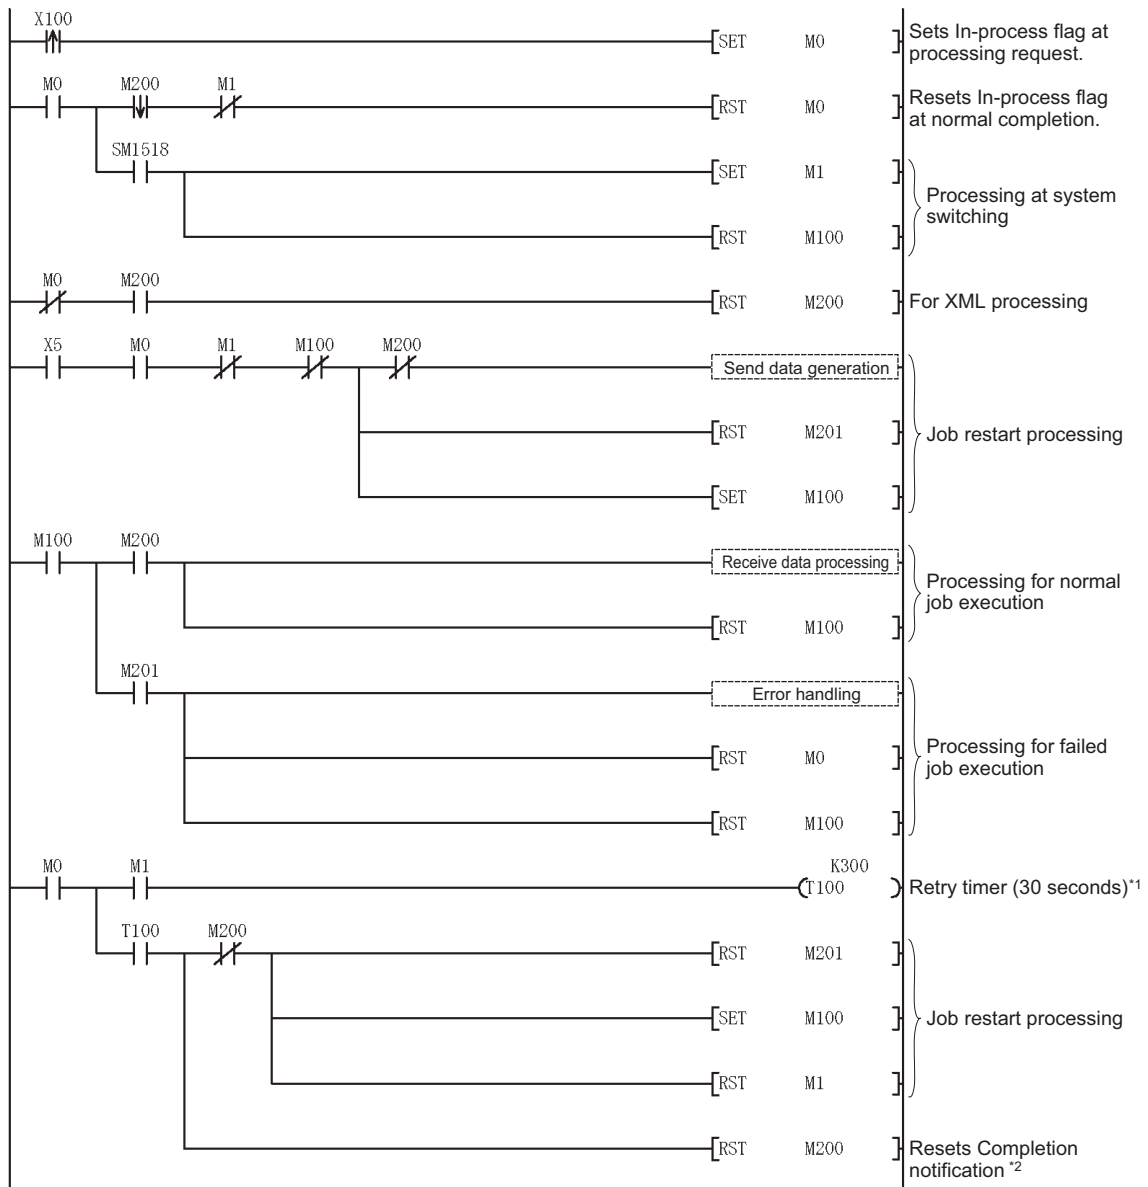 X100
[SET M0 ] Sets In-process flag at
processing request.
M0 M200 M1
[RST M0 ] Resets In-process flag
at normal completion.
SM1518
[SET M1 ]
Processing at system
switching
[RST M100 ]
M0 M200
[RST M200 ] For XML processing
X5 M0 M1 M100 M200
Send data generation
[RST M201 ]
Job restart processing
[SET M100 ]
M100 M200
Receive data processing
Processing for normal
job execution
[RST M100 ]
M201
Error handling
[RST M0 ]
Processing for failed
job execution
[RST M100 ]
M0 M1 K300
(T100 ) Retry timer (30 seconds)*1
T100 M200
[RST M201 ]
[SET M100 ]
Job restart processing
[RST M1 ]
[RST M200 ] Resets Completion
notification *2